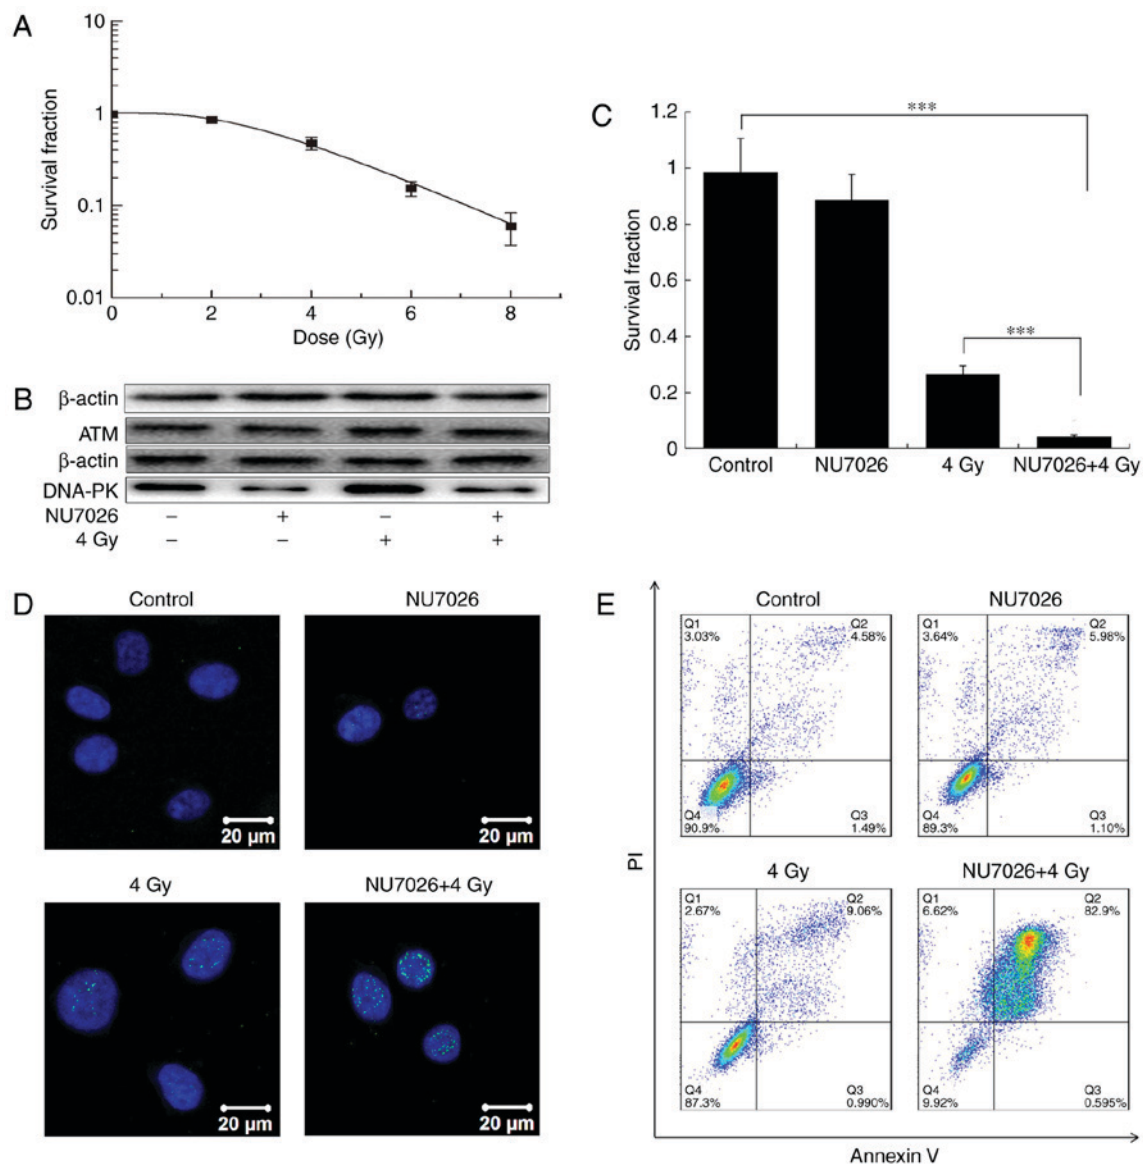 A
10
1
0.1
0.01
Survival fraction
0 2 4 6 8
Dose (Gy)
B
β-actin
ATM
β-actin
DNA-PK
NU7026 − + − +
4 Gy − − + +
C
***
***
1.2
1
0.8
0.6
0.4
0.2
0
Survival fraction
Control NU7026 4 Gy NU7026+4 Gy
D
Control NU7026
20 µm 20 µm
4 Gy NU7026+4 Gy
20 µm 20 µm
E
Control NU7026
Q1 Q2 Q1 Q2
3.03% 4.58% 3.64% 5.98%
Q4 Q3 Q4 Q3
90.9% 1.49% 89.3% 1.10%
4 Gy NU7026+4 Gy
Q1 Q2 Q1 Q2
2.67% 9.06% 6.62% 82.9%
Q4 Q3 Q4 Q3
87.3% 0.990% 9.92% 0.595%
PI
Annexin V